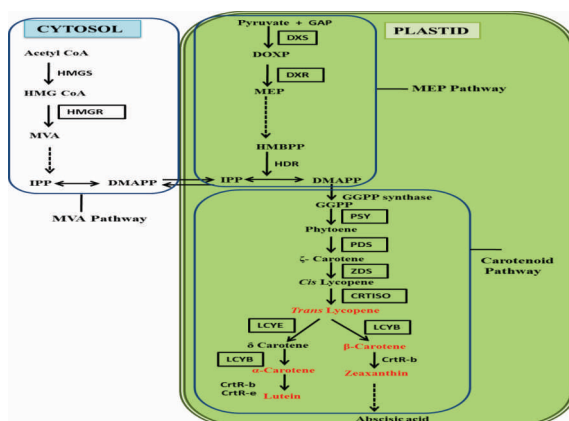 CYTOSOL
Acetyl CoA
HMGS
HMG CoA
HMGR
MVA
IPP
DMAPP
MVA Pathway
Pyruvate + GAP
PLASTID
DXS
DOXP
DXR
MEP
MEP Pathway
HMBPP
HDR
IPP
DMAPP
GGPP synthase
GGPP
PSY
Phytoene
PDS
ζ- Carotene
ZDS
Cis Lycopene
CRTISO
Trans Lycopene
Carotenoid
Pathway
LCYE
LCYB
δ Carotene
β-Carotene
LCYB
CrtR-b
α-Carotene
Zeaxanthin
CrtR-b
CrtR-e
Lutein
Abscisic acid